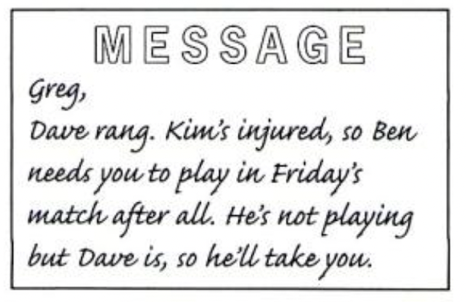 MESSAGE
Greg,
Dave rang. Kim's injured, so Ben
needs you to play in Friday's
match after all. He's not playing
but Dave is, so he'll take you.